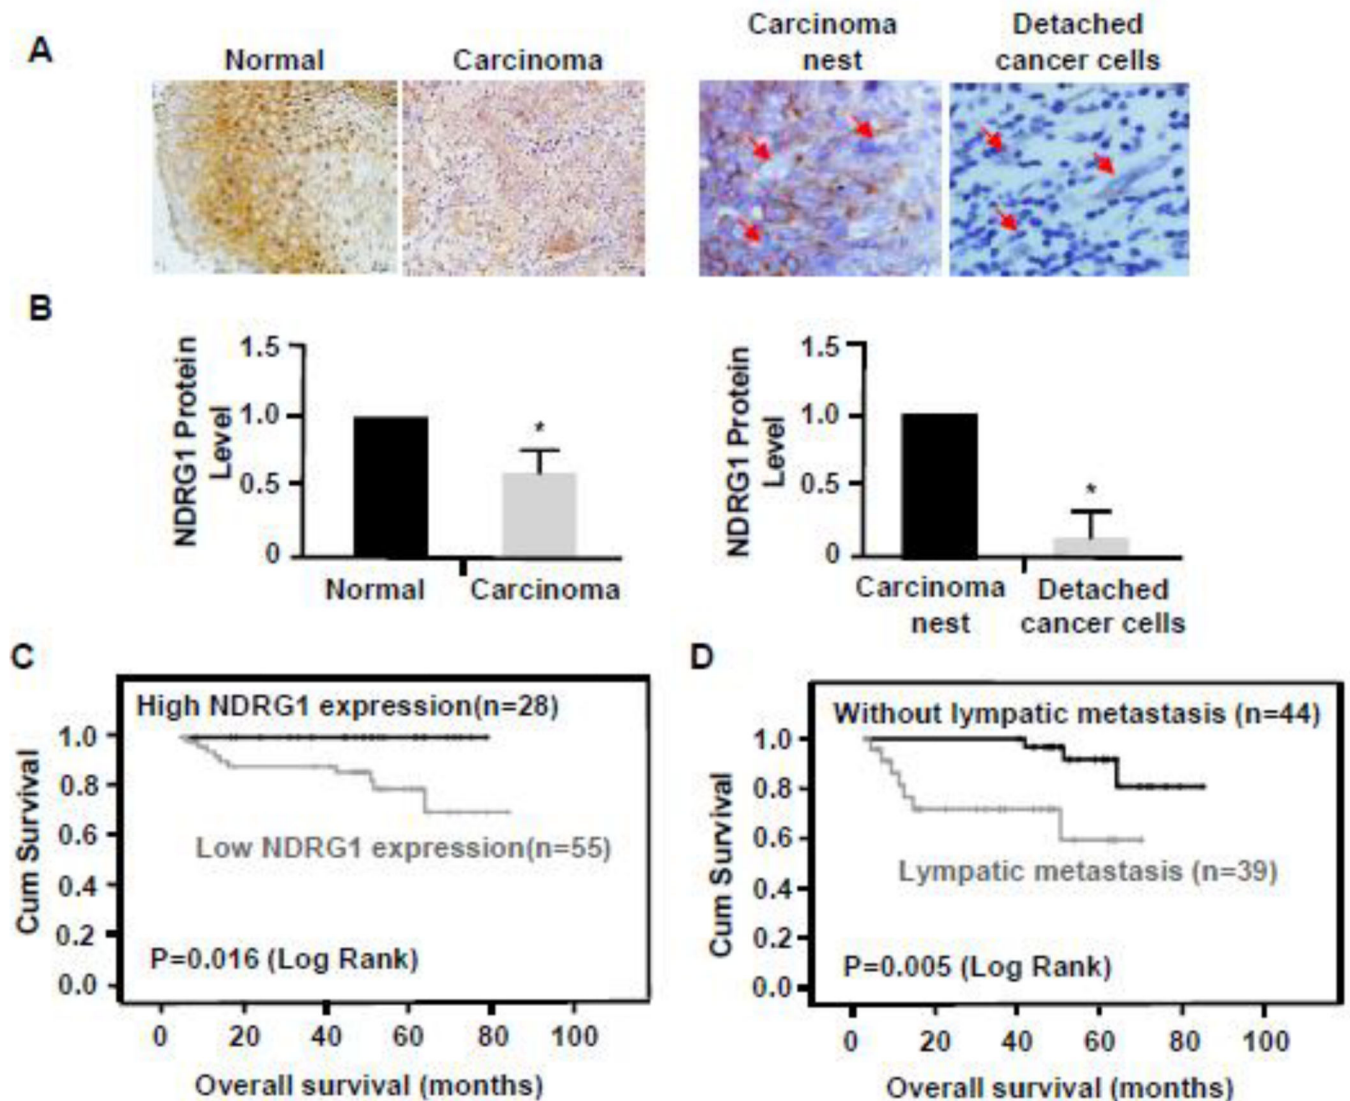 A
Normal
Carcinoma
Carcinoma
nest
Detached
cancer cells
B
NDRG1 Protein
Level
1.5
1.0
0.5
0
*
Normal
Carcinoma
NDRG1 Protein
Level
1.5
1.0
0.5
0
*
Carcinoma
nest
Detached
cancer cells
C
High NDRG1 expression(n=28)
Cum Survival
1.0
0.8
0.6
0.4
0.2
0.0
Low NDRG1 expression(n=55)
P=0.016 (Log Rank)
0 20 40 60 80 100
Overall survival (months)
D
Without lympatic metastasis (n=44)
Cum Survival
1.0
0.8
0.6
0.4
0.2
0.0
Lympatic metastasis (n=39)
P=0.005 (Log Rank)
0 20 40 60 80 100
Overall survival (months)